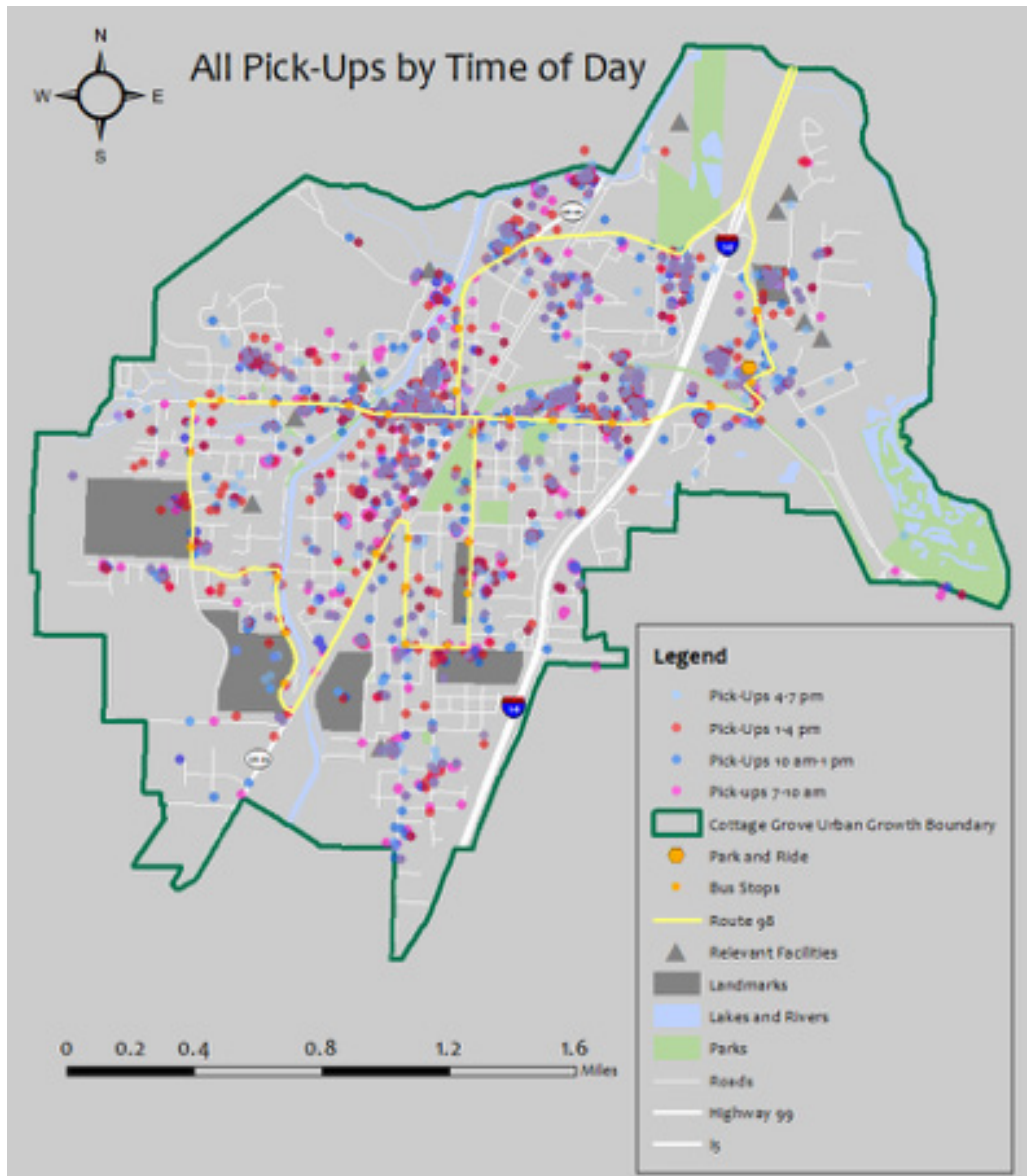 N
All Pick-Ups by Time of Day
W E
S
Legend
Pick-Ups 4-7 pm
Pick-Ups 1-4 pm
Pick-Ups 10 am-1 pm
Pick-ups 7-10 am
Cottage Grove Urban Growth Boundary
Park and Ride
Bus Stops
Route 98
Relevant Facilities
Landmarks
Lakes and Rivers
Parks
Roads
Highway 99
I5
0 0.2 0.4 0.8 1.2 1.6
Miles